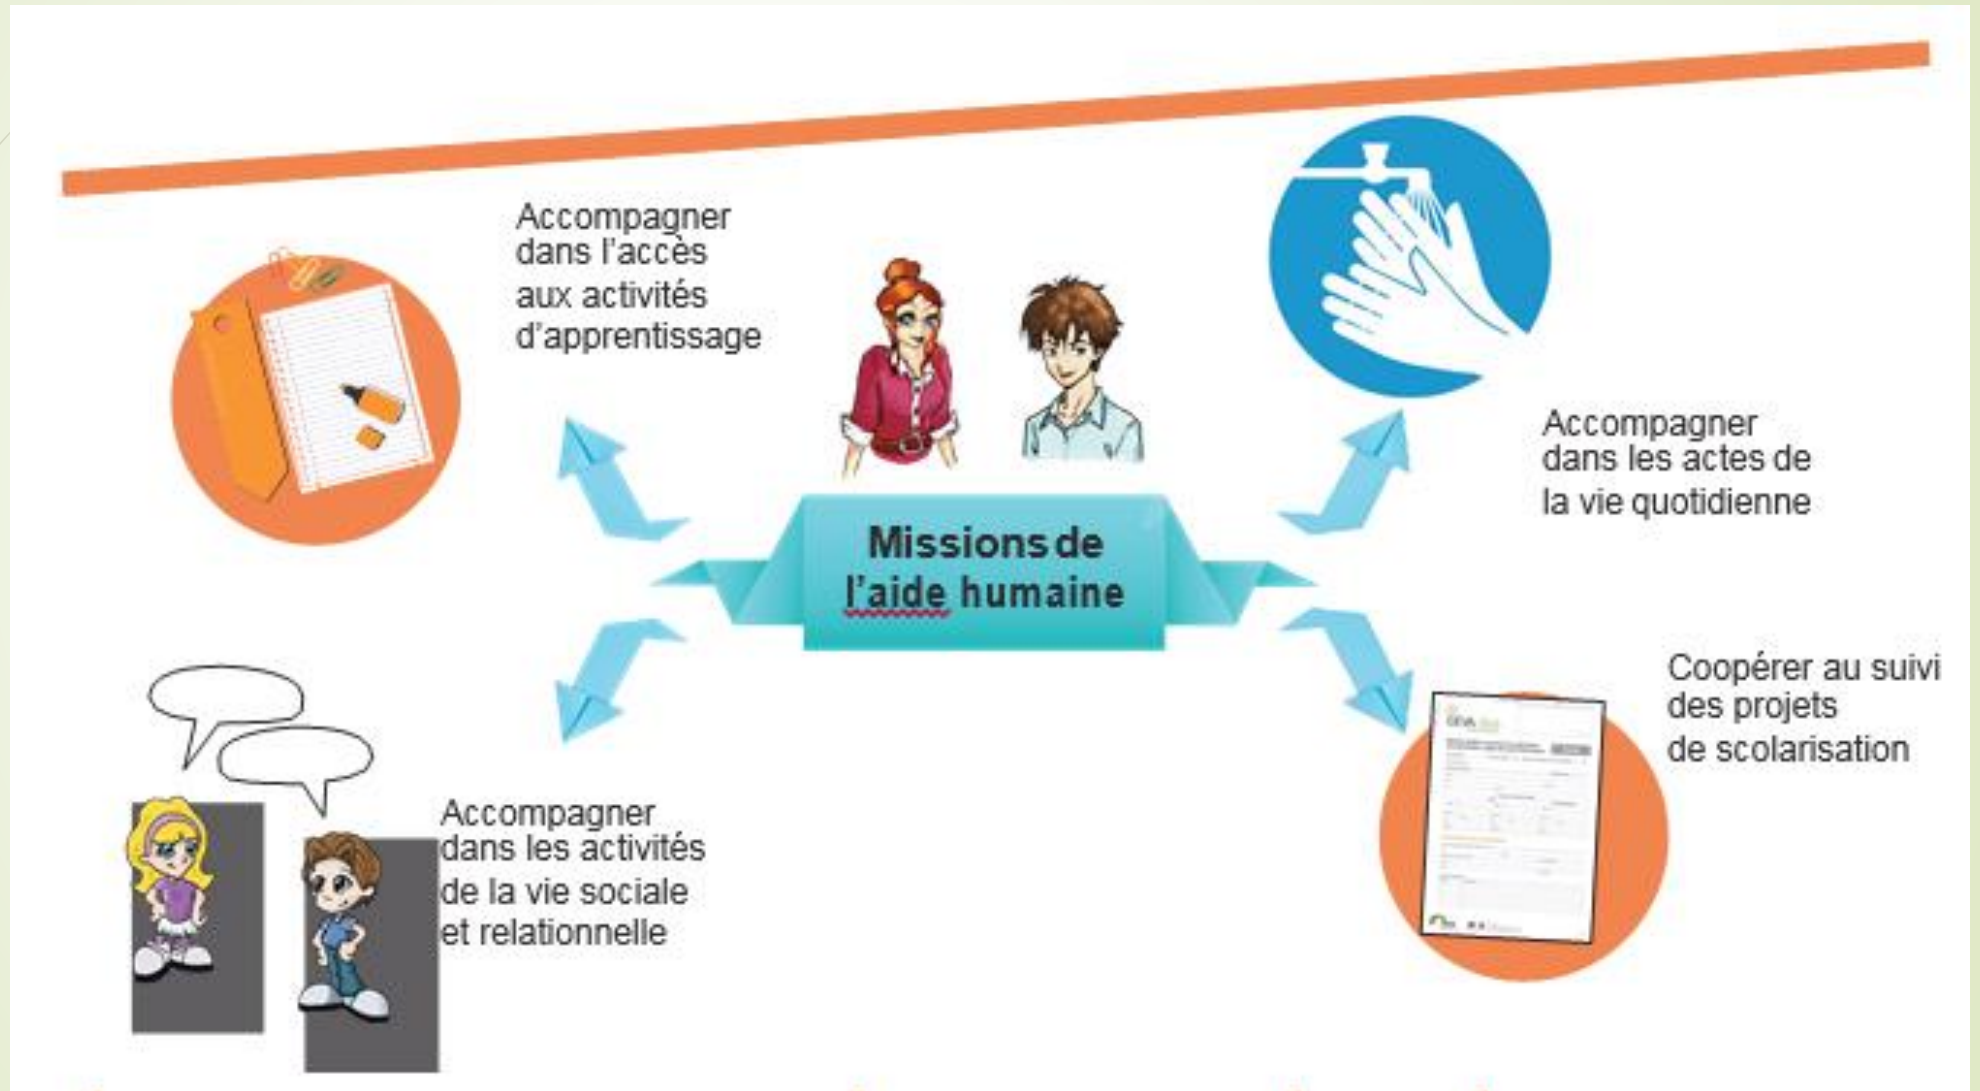 Accompagner
dans l'accès
aux activités
d'apprentissage
Accompagner
dans les actes de
la vie quotidienne
Missions de
l'aide humaine
Coopérer au suivi
des projets
de scolarisation
Accompagner
dans les activités
de la vie sociale
et relationnelle